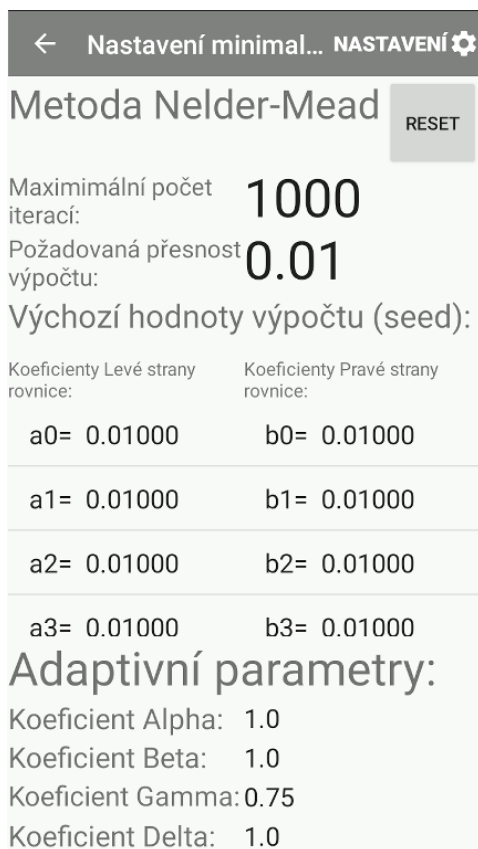 ← Nastavení minimal... NASTAVENÍ
Metoda Nelder-Mead RESET
Maximimální počet
iterací: 1000
Požadovaná přesnost
výpočtu: 0.01
Výchozí hodnoty výpočtu (seed):
Koeficienty Levé strany
rovnice:
Koeficienty Pravé strany
rovnice:
a0= 0.01000 b0= 0.01000
a1= 0.01000 b1= 0.01000
a2= 0.01000 b2= 0.01000
a3= 0.01000 b3= 0.01000
Adaptivní parametry:
Koeficient Alpha: 1.0
Koeficient Beta: 1.0
Koeficient Gamma: 0.75
Koeficient Delta: 1.0